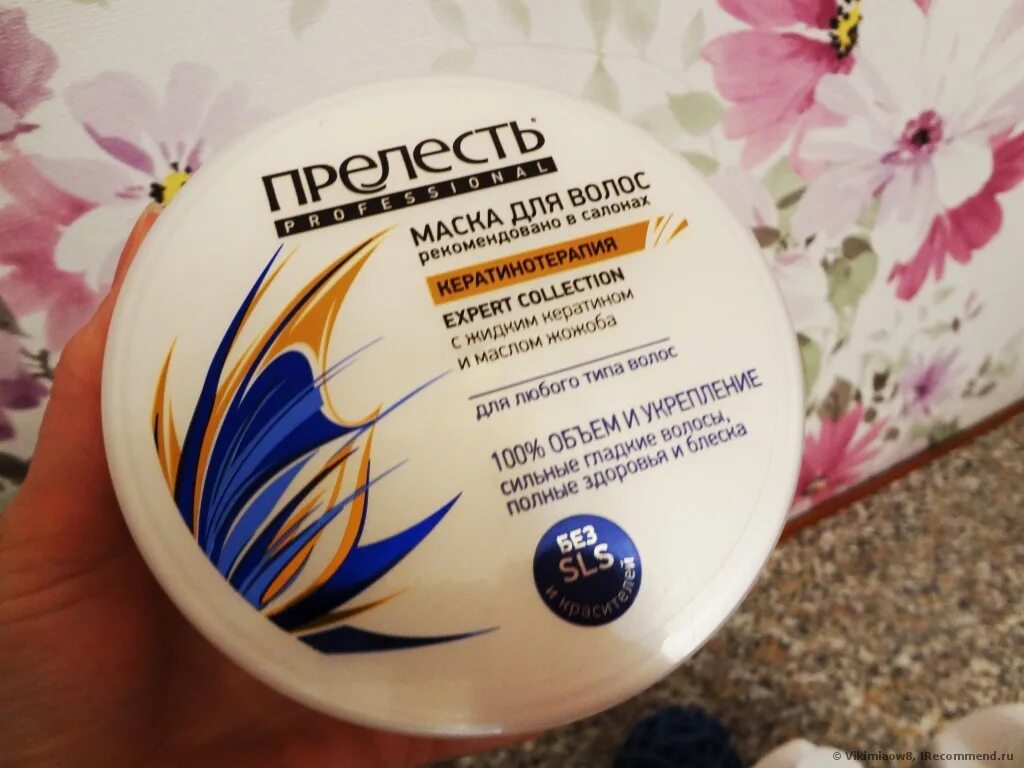 ПРЕЛЕСТЬ
PROFESSIONAL
МАСКА ДЛЯ ВОЛОС
рекомендовано в салонах
КЕРАТИНОТЕРАПИЯ
EXPERT COLLECTION
с жидким кератином
и маслом жожоба
для любого типа волос
100% ОБЪЕМ И УКРЕПЛЕНИЕ
сильные гладкие волосы,
полные здоровья и блеска
БЕЗ
SLS
и красителей
© Vikimiaow8, IRecommend.ru